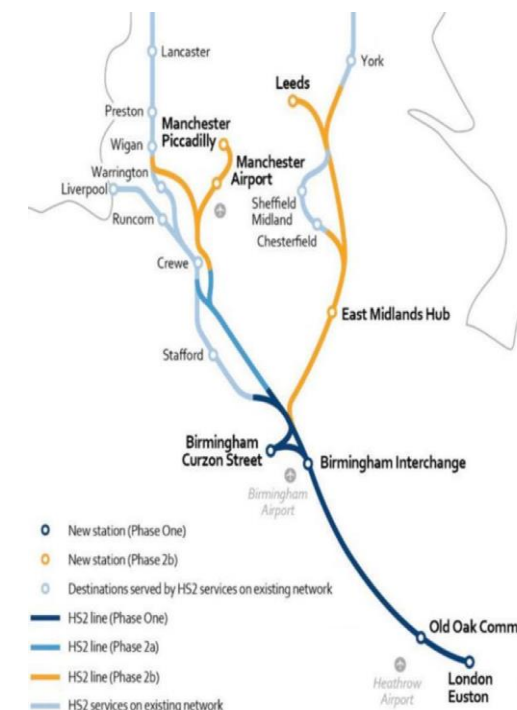 Lancaster
York
Leeds
Preston
Manchester
Piccadilly
Wigan
Manchester
Airport
Warrington
Liverpool
Sheffield
Midland
Runcorn
Chesterfield
Crewe
East Midlands Hub
Stafford
Birmingham
Curzon Street
Birmingham Interchange
Birmingham
Airport
New station (Phase One)
New station (Phase 2b)
Destinations served by HS2 services on existing network
HS2 line (Phase One)
HS2 line (Phase 2a)
HS2 line (Phase 2b)
HS2 services on existing network
Old Oak Comm
Heathrow
Airport
London
Euston